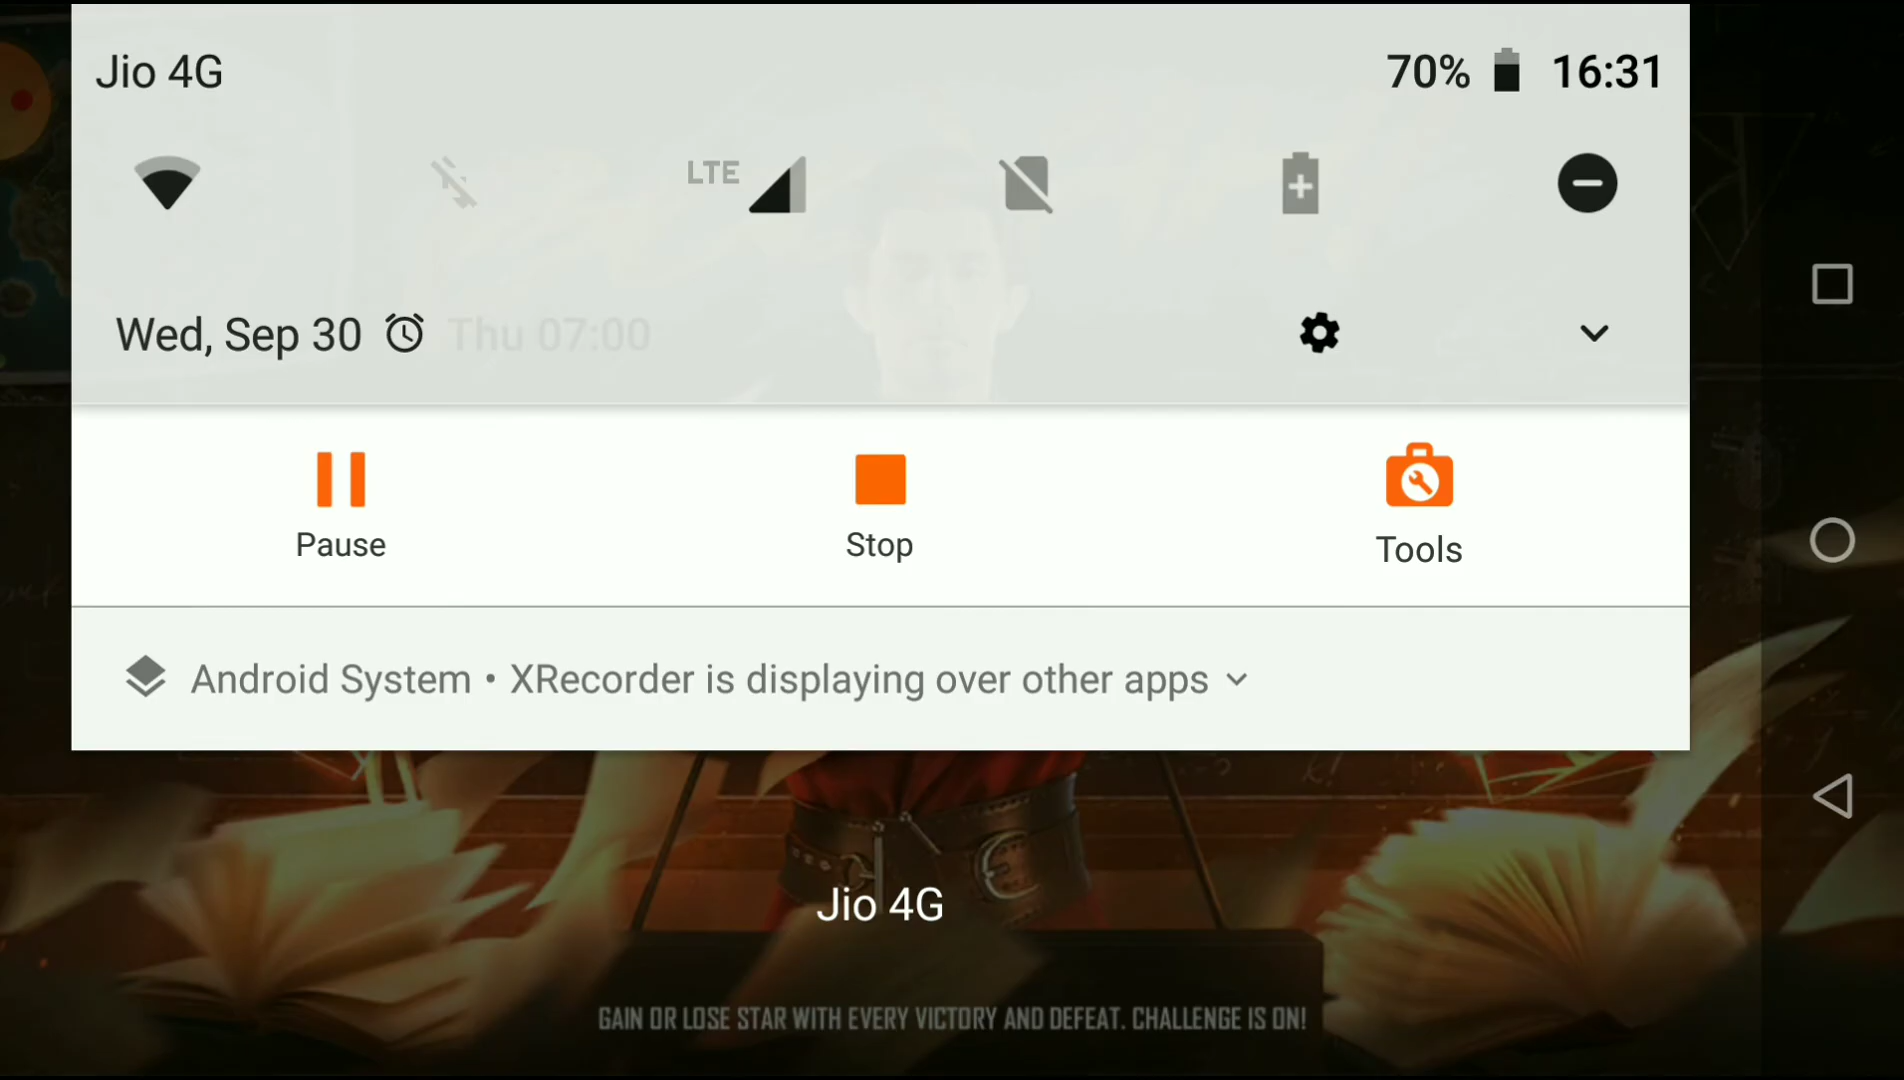 Jio 4G
70% 16:31
LTE
Wed, Sep 30 Thu 07:00
Pause
Stop
Tools
Android System • XRecorder is displaying over other apps
Jio 4G
GAIN OR LOSE STAR WITH EVERY VICTORY AND DEFEAT. CHALLENGE IS ON!